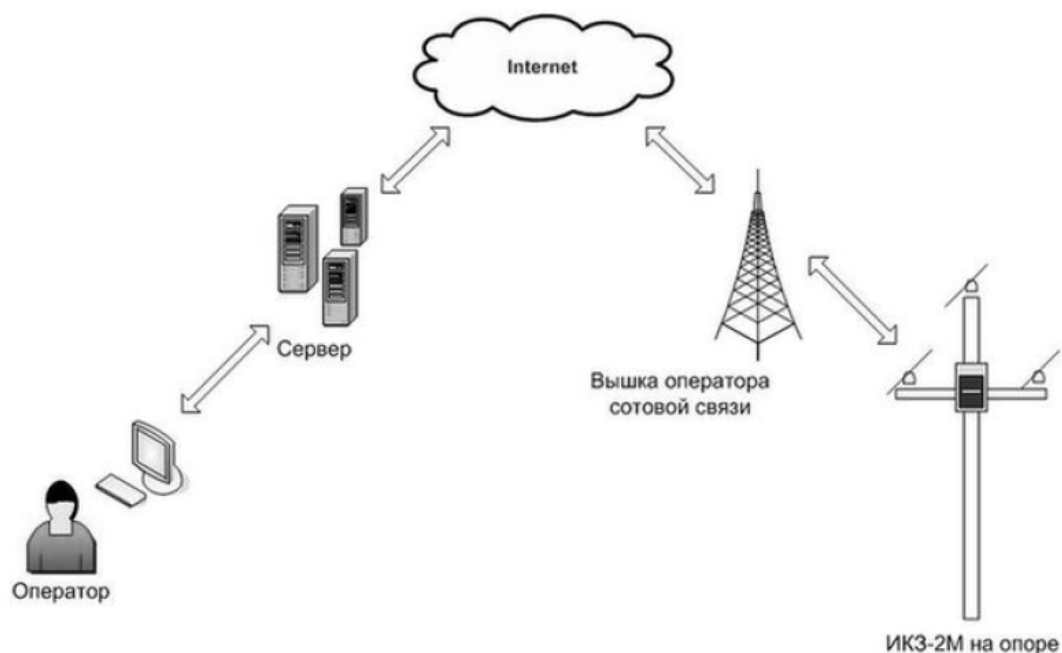 Internet
Сервер
Вышка оператора
сотовой связи
Оператор
ИКЗ-2М на опоре